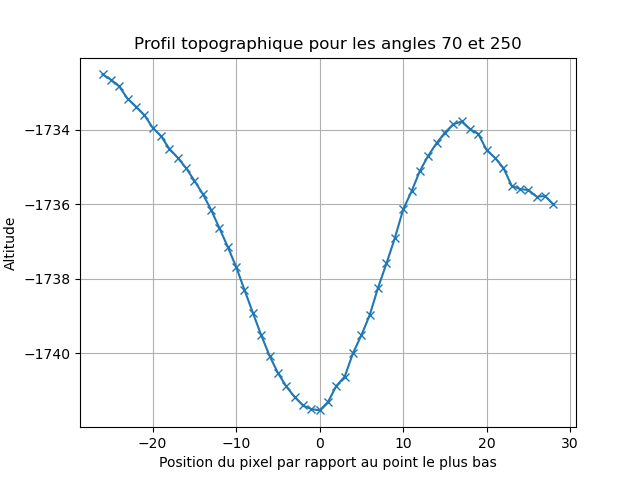 Profil topographique pour les angles 70 et 250
Altitude
−1734
−1736
−1738
−1740
−20 −10 0 10 20 30
Position du pixel par rapport au point le plus bas